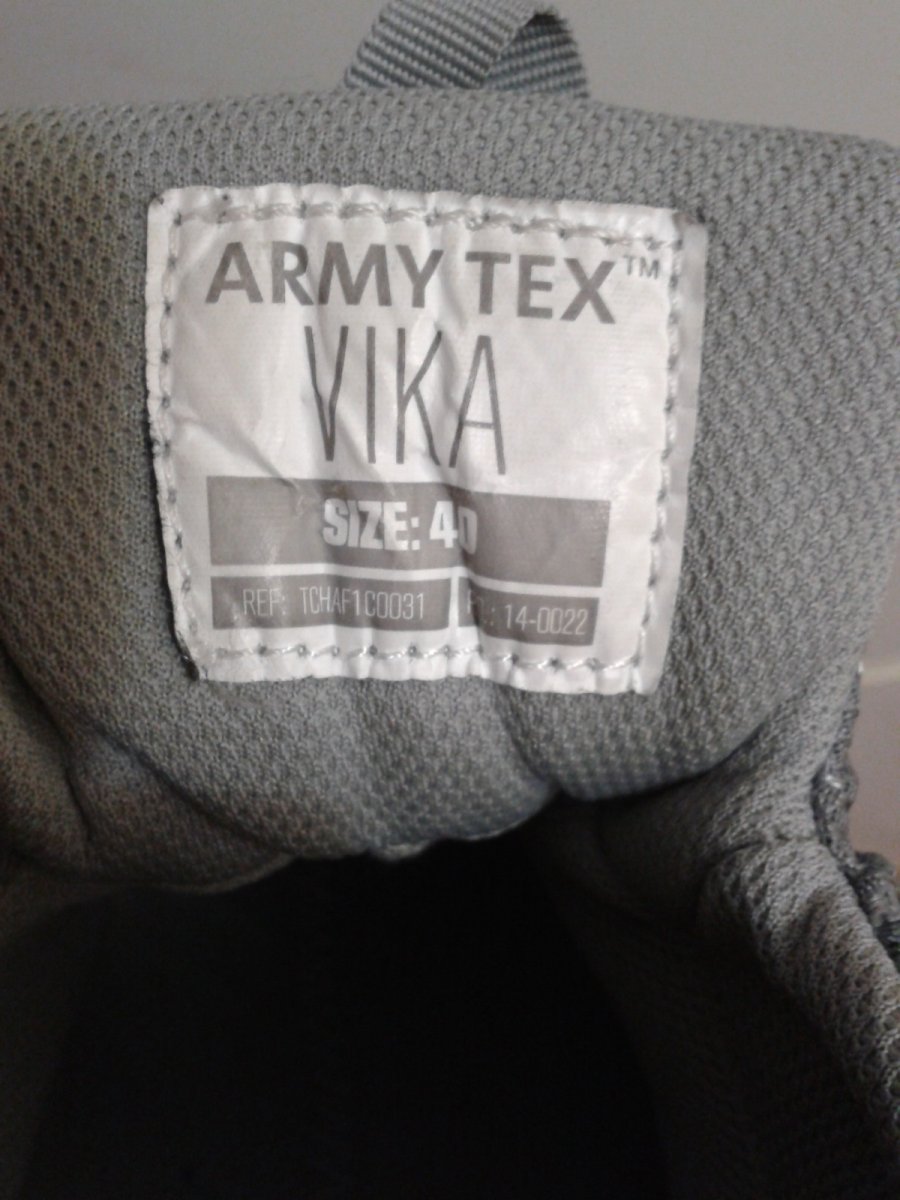 ARMY TEX™
VIKA
SIZE: 40
REF: TCHAF1C0031 : 14-0022